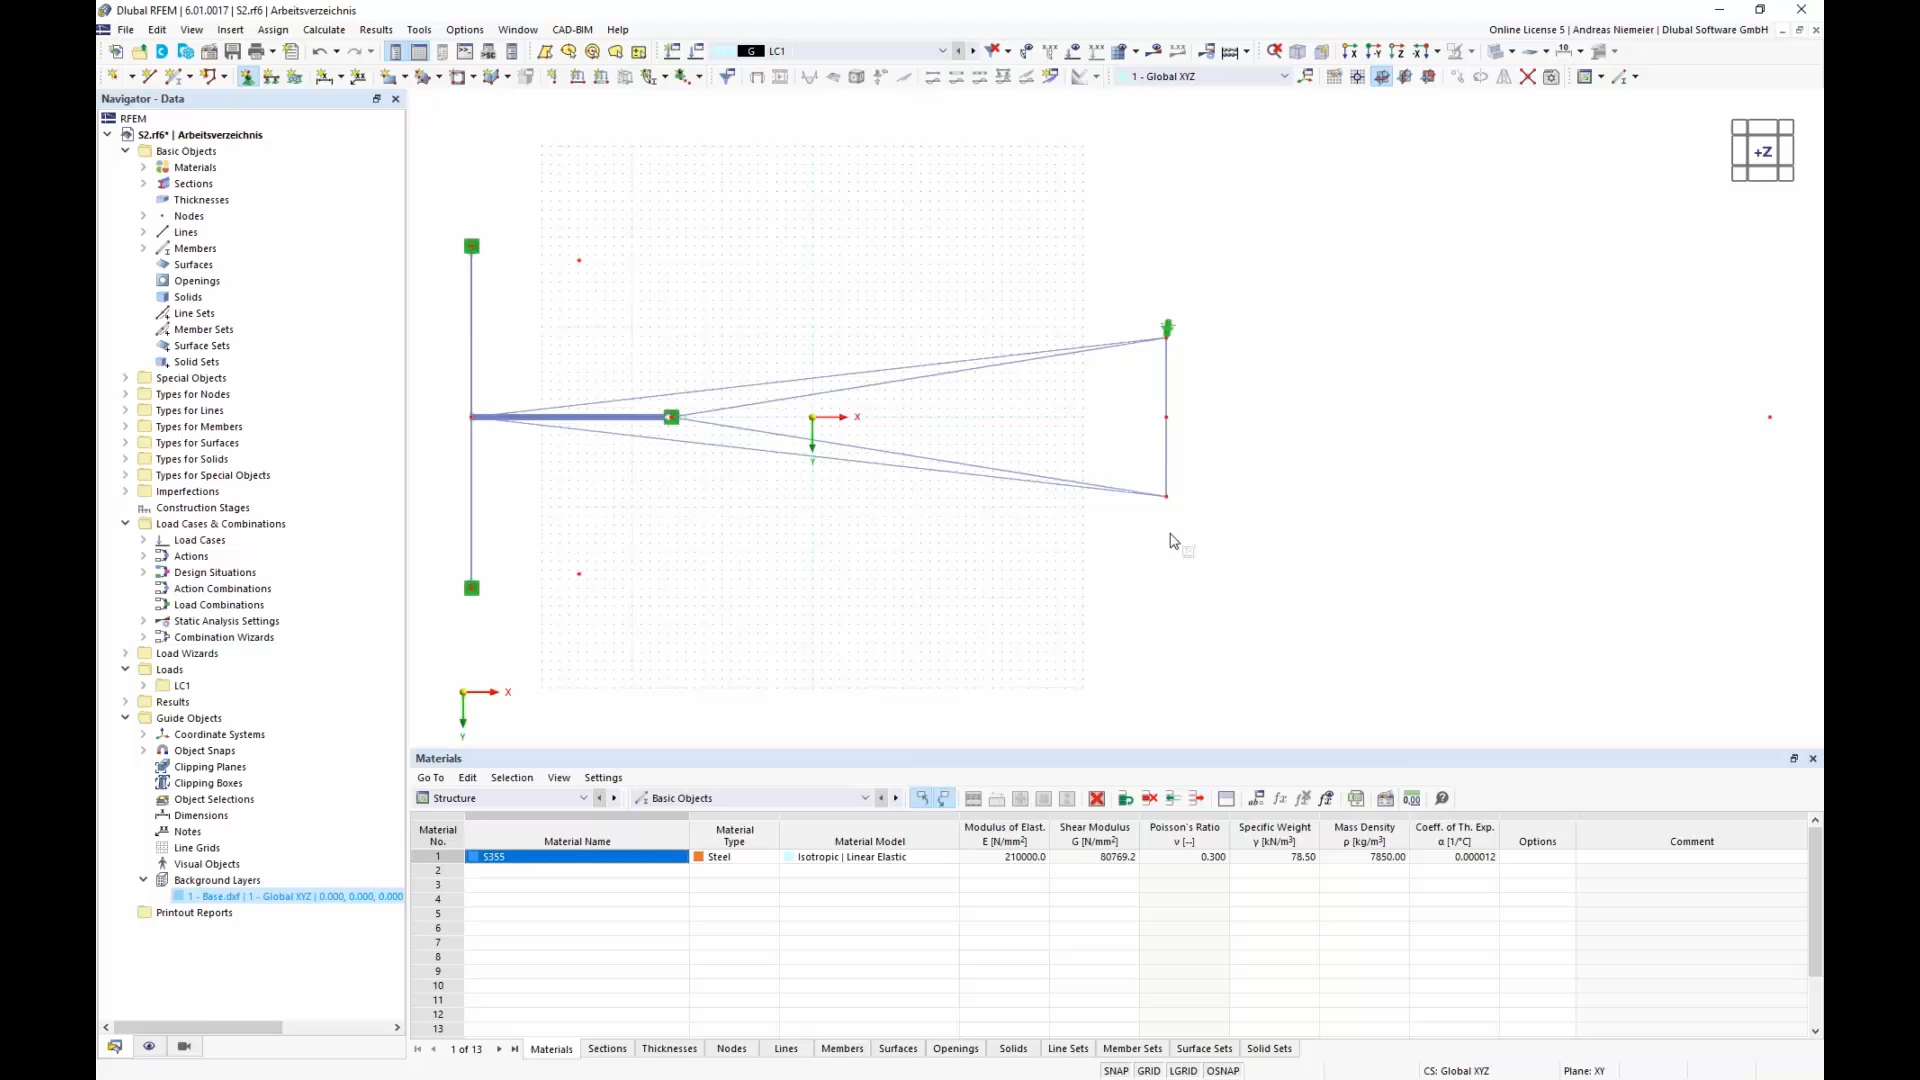 Dlubal RFEM | 6.01.0017 | S2.rf6 | Arbeitsverzeichnis
File Edit View Insert Assign Calculate Results Tools Options Window CAD-BIM Help
Online License 5 | Andreas Niemeier | Dlubal Software GmbH
G LC1
1 - Global XYZ
Navigator - Data
RFEM
S2.rf6* | Arbeitsverzeichnis
Basic Objects
Materials
Sections
Thicknesses
Nodes
Lines
Members
Surfaces
Openings
Solids
Line Sets
Member Sets
Surface Sets
Solid Sets
Special Objects
Types for Nodes
Types for Lines
Types for Members
Types for Surfaces
Types for Solids
Types for Special Objects
Imperfections
Construction Stages
Load Cases & Combinations
Load Cases
Actions
Design Situations
Action Combinations
Load Combinations
Static Analysis Settings
Combination Wizards
Load Wizards
Loads
LC1
Results
Guide Objects
Coordinate Systems
Object Snaps
Clipping Planes
Clipping Boxes
Object Selections
Dimensions
Notes
Line Grids
Visual Objects
Background Layers
1 - Base.dxf | 1 - Global XYZ | 0.000, 0.000, 0.000
Printout Reports
+Z
X
Y
X
Y
Materials
Go To Edit Selection View Settings
Structure Basic Objects
Material No. Material Name Material Type Material Model Modulus of Elast. E [N/mm²] Shear Modulus G [N/mm²] Poisson's Ratio ν [--] Specific Weight γ [kN/m³] Mass Density ρ [kg/m³] Coeff. of Th. Exp. α [1/°C] Options Comment
1 S355 Steel Isotropic | Linear Elastic 210000.0 80769.2 0.300 78.50 7850.00 0.000012
2
3
4
5
6
7
8
9
10
11
12
13
1 of 13 Materials Sections Thicknesses Nodes Lines Members Surfaces Openings Solids Line Sets Member Sets Surface Sets Solid Sets
SNAP GRID LGRID OSNAP CS: Global XYZ Plane: XY